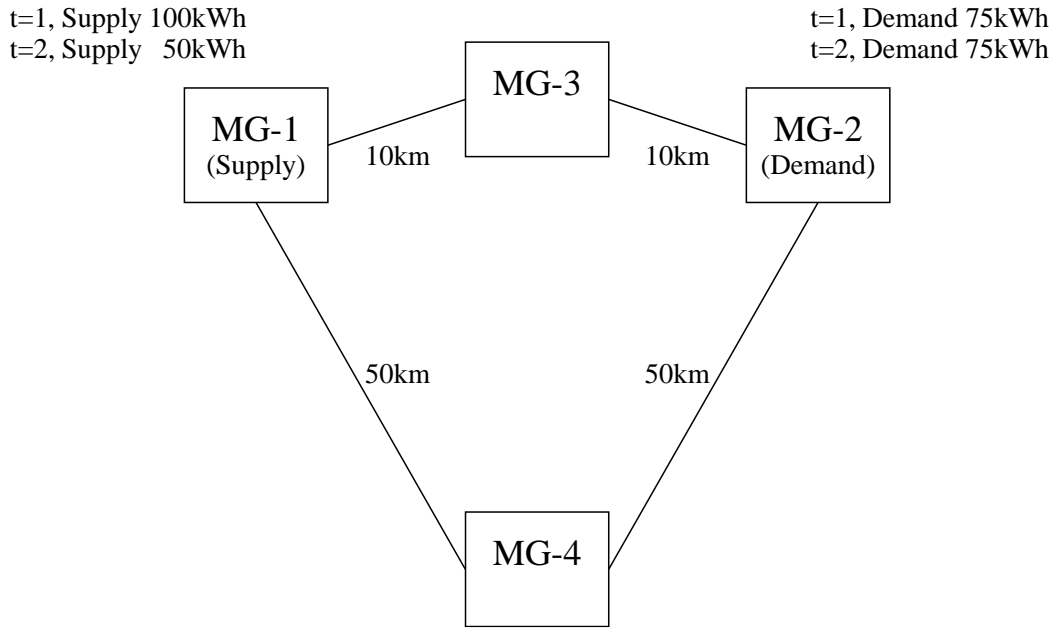 t=1, Supply 100kWh
t=2, Supply 50kWh
t=1, Demand 75kWh
t=2, Demand 75kWh
MG-3
MG-1
(Supply)
MG-2
(Demand)
10km
10km
50km
50km
MG-4